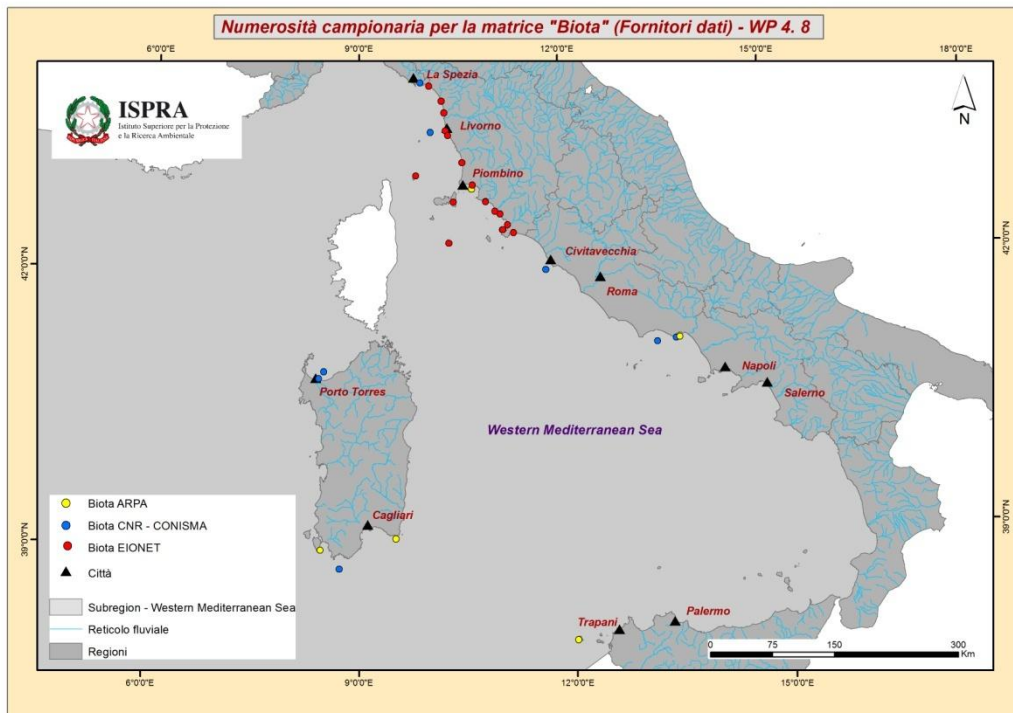 Numerosità campionaria per la matrice "Biota" (Fornitori dati) - WP 4. 8
6°0'0"E
9°0'0"E
12°0'0"E
15°0'0"E
18°0'0"E
ISPRA
Istituto Superiore per la Protezione
e la Ricerca Ambientale
N
La Spezia
Livorno
Piombino
42°0'0"N
42°0'0"N
Civitavecchia
Roma
Napoli
Salerno
Porto Torres
Western Mediterranean Sea
Cagliari
39°0'0"N
39°0'0"N
Biota ARPA
Biota CNR - CONISMA
Biota EIONET
Città
Subregion - Western Mediterranean Sea
Reticolo fluviale
Regioni
Trapani
Palermo
0 75 150 300
Km
6°0'0"E
9°0'0"E
12°0'0"E
15°0'0"E